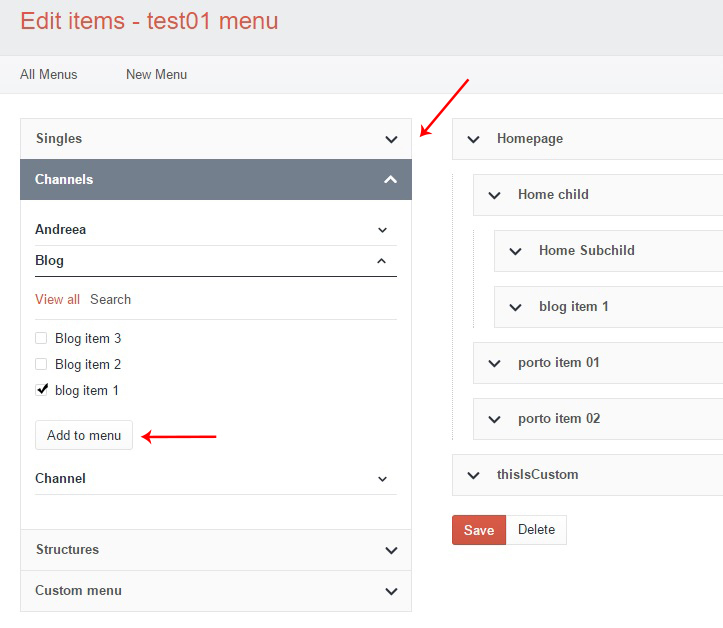 Edit items - test01 menu
All Menus
New Menu
Singles
Channels
Andreea
Blog
View all Search
Blog item 3
Blog item 2
blog item 1
Add to menu
Channel
Structures
Custom menu
Homepage
Home child
Home Subchild
blog item 1
porto item 01
porto item 02
thisIsCustom
Save Delete